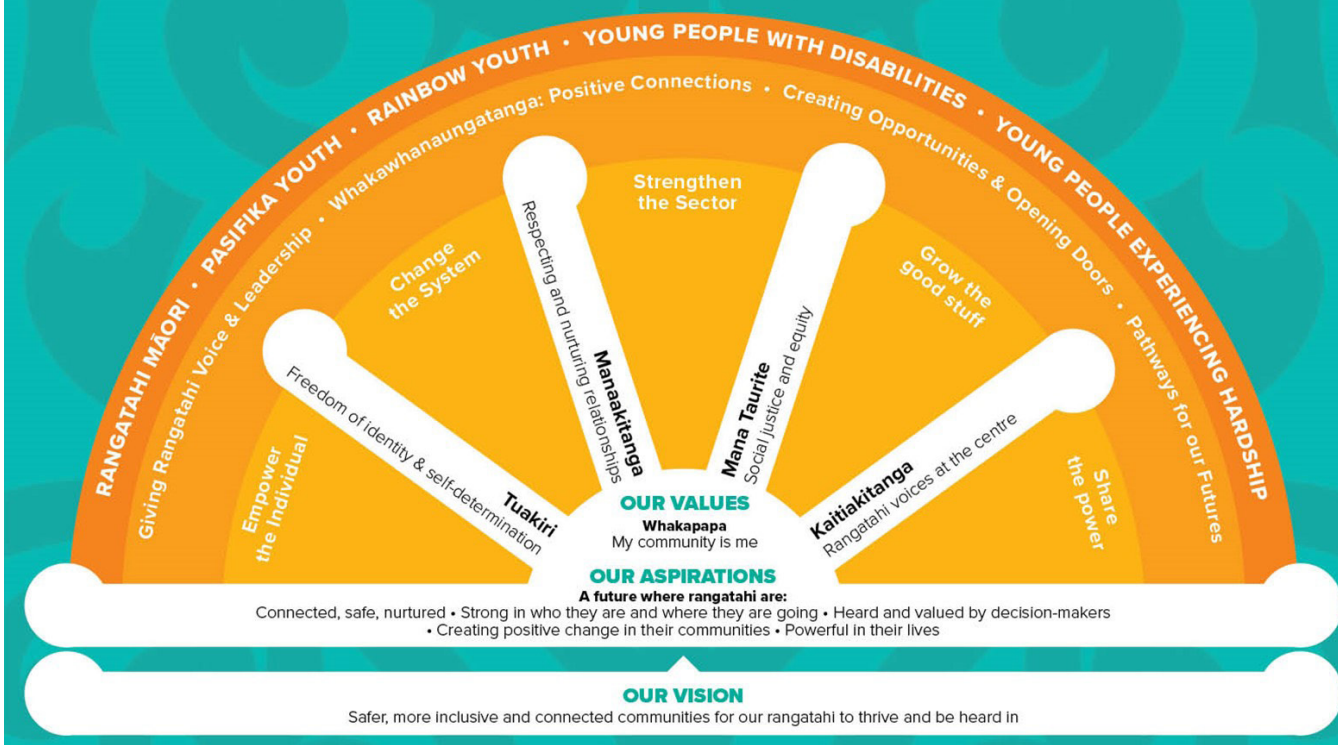 RANGATAHI MĀORI • PASIFIKA YOUTH • RAINBOW YOUTH • YOUNG PEOPLE WITH DISABILITIES • YOUNG PEOPLE EXPERIENCING HARDSHIP
Giving Rangatahi Voice & Leadership • Whakawhanaungatanga: Positive Connections • Creating Opportunities & Opening Doors • Pathways for our Futures
Empower
the Individual
Change
the System
Strengthen
the Sector
Grow the
good stuff
Share
the power
Tuakiri
Freedom of identity & self-determination
Manaakitanga
Respecting and nurturing relationships
Mana Taurite
Social justice and equity
Kaitiakitanga
Rangatahi voices at the centre
OUR VALUES
Whakapapa
My community is me
OUR ASPIRATIONS
A future where rangatahi are:
Connected, safe, nurtured • Strong in who they are and where they are going • Heard and valued by decision-makers
• Creating positive change in their communities • Powerful in their lives
OUR VISION
Safer, more inclusive and connected communities for our rangatahi to thrive and be heard in